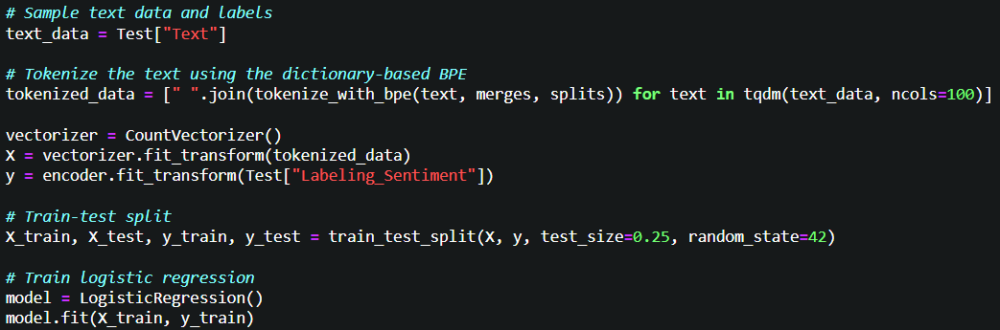 # Sample text data and labels
text_data = Test["Text"]
# Tokenize the text using the dictionary-based BPE
tokenized_data = [" ".join(tokenize_with_bpe(text, merges, splits)) for text in tqdm(text_data, ncols=100)]
vectorizer = CountVectorizer()
X = vectorizer.fit_transform(tokenized_data)
y = encoder.fit_transform(Test["Labeling_Sentiment"])
# Train-test split
X_train, X_test, y_train, y_test = train_test_split(X, y, test_size=0.25, random_state=42)
# Train logistic regression
model = LogisticRegression()
model.fit(X_train, y_train)